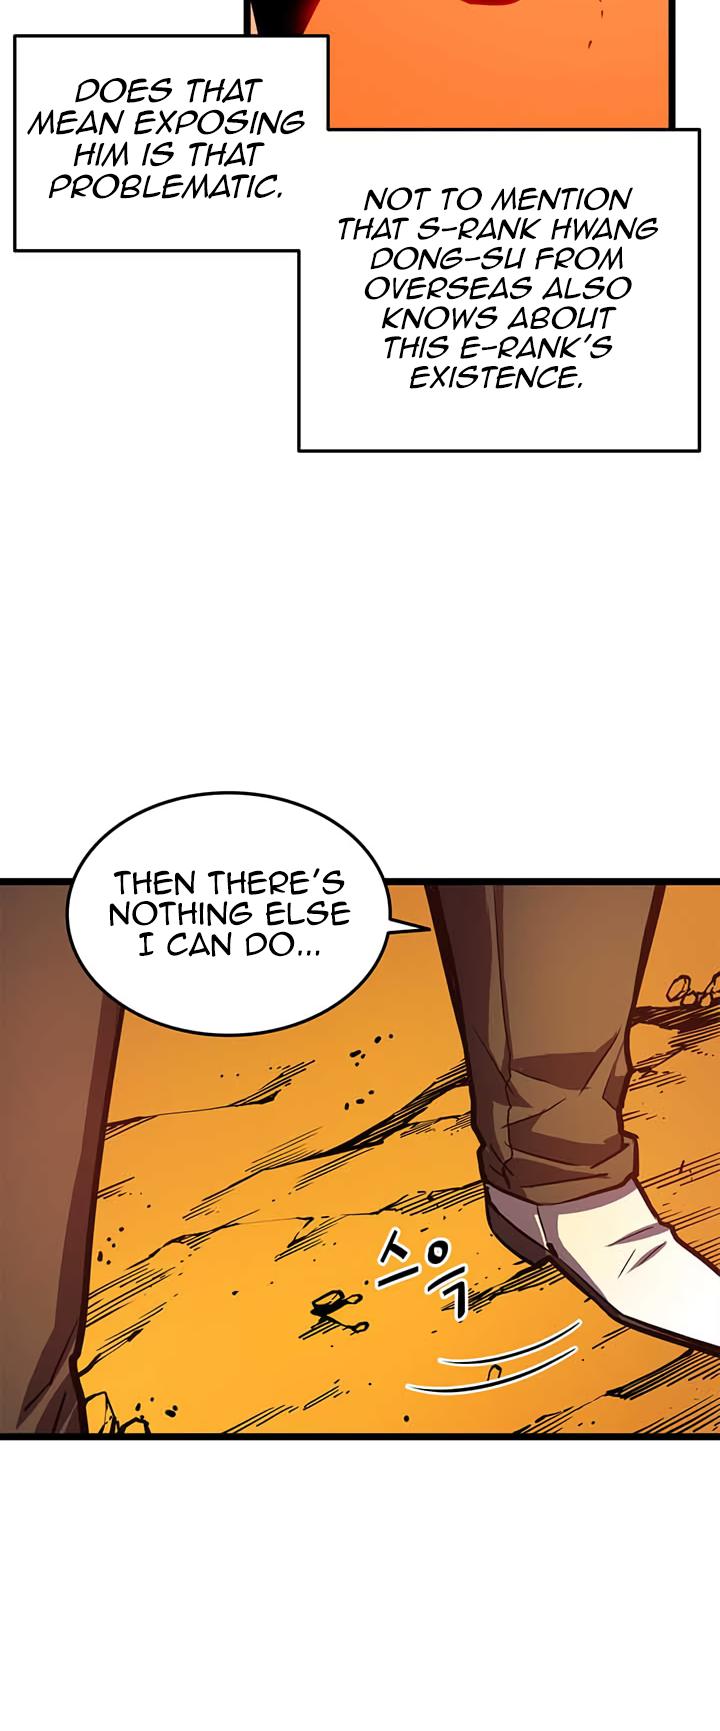 DOES THAT
MEAN EXPOSING
HIM IS THAT
PROBLEMATIC.
NOT TO MENTION
THAT S-RANK HWANG
DONG-SU FROM
OVERSEAS ALSO
KNOWS ABOUT
THIS E-RANK'S
EXISTENCE.
THEN THERE'S
NOTHING ELSE
I CAN DO...
스윽